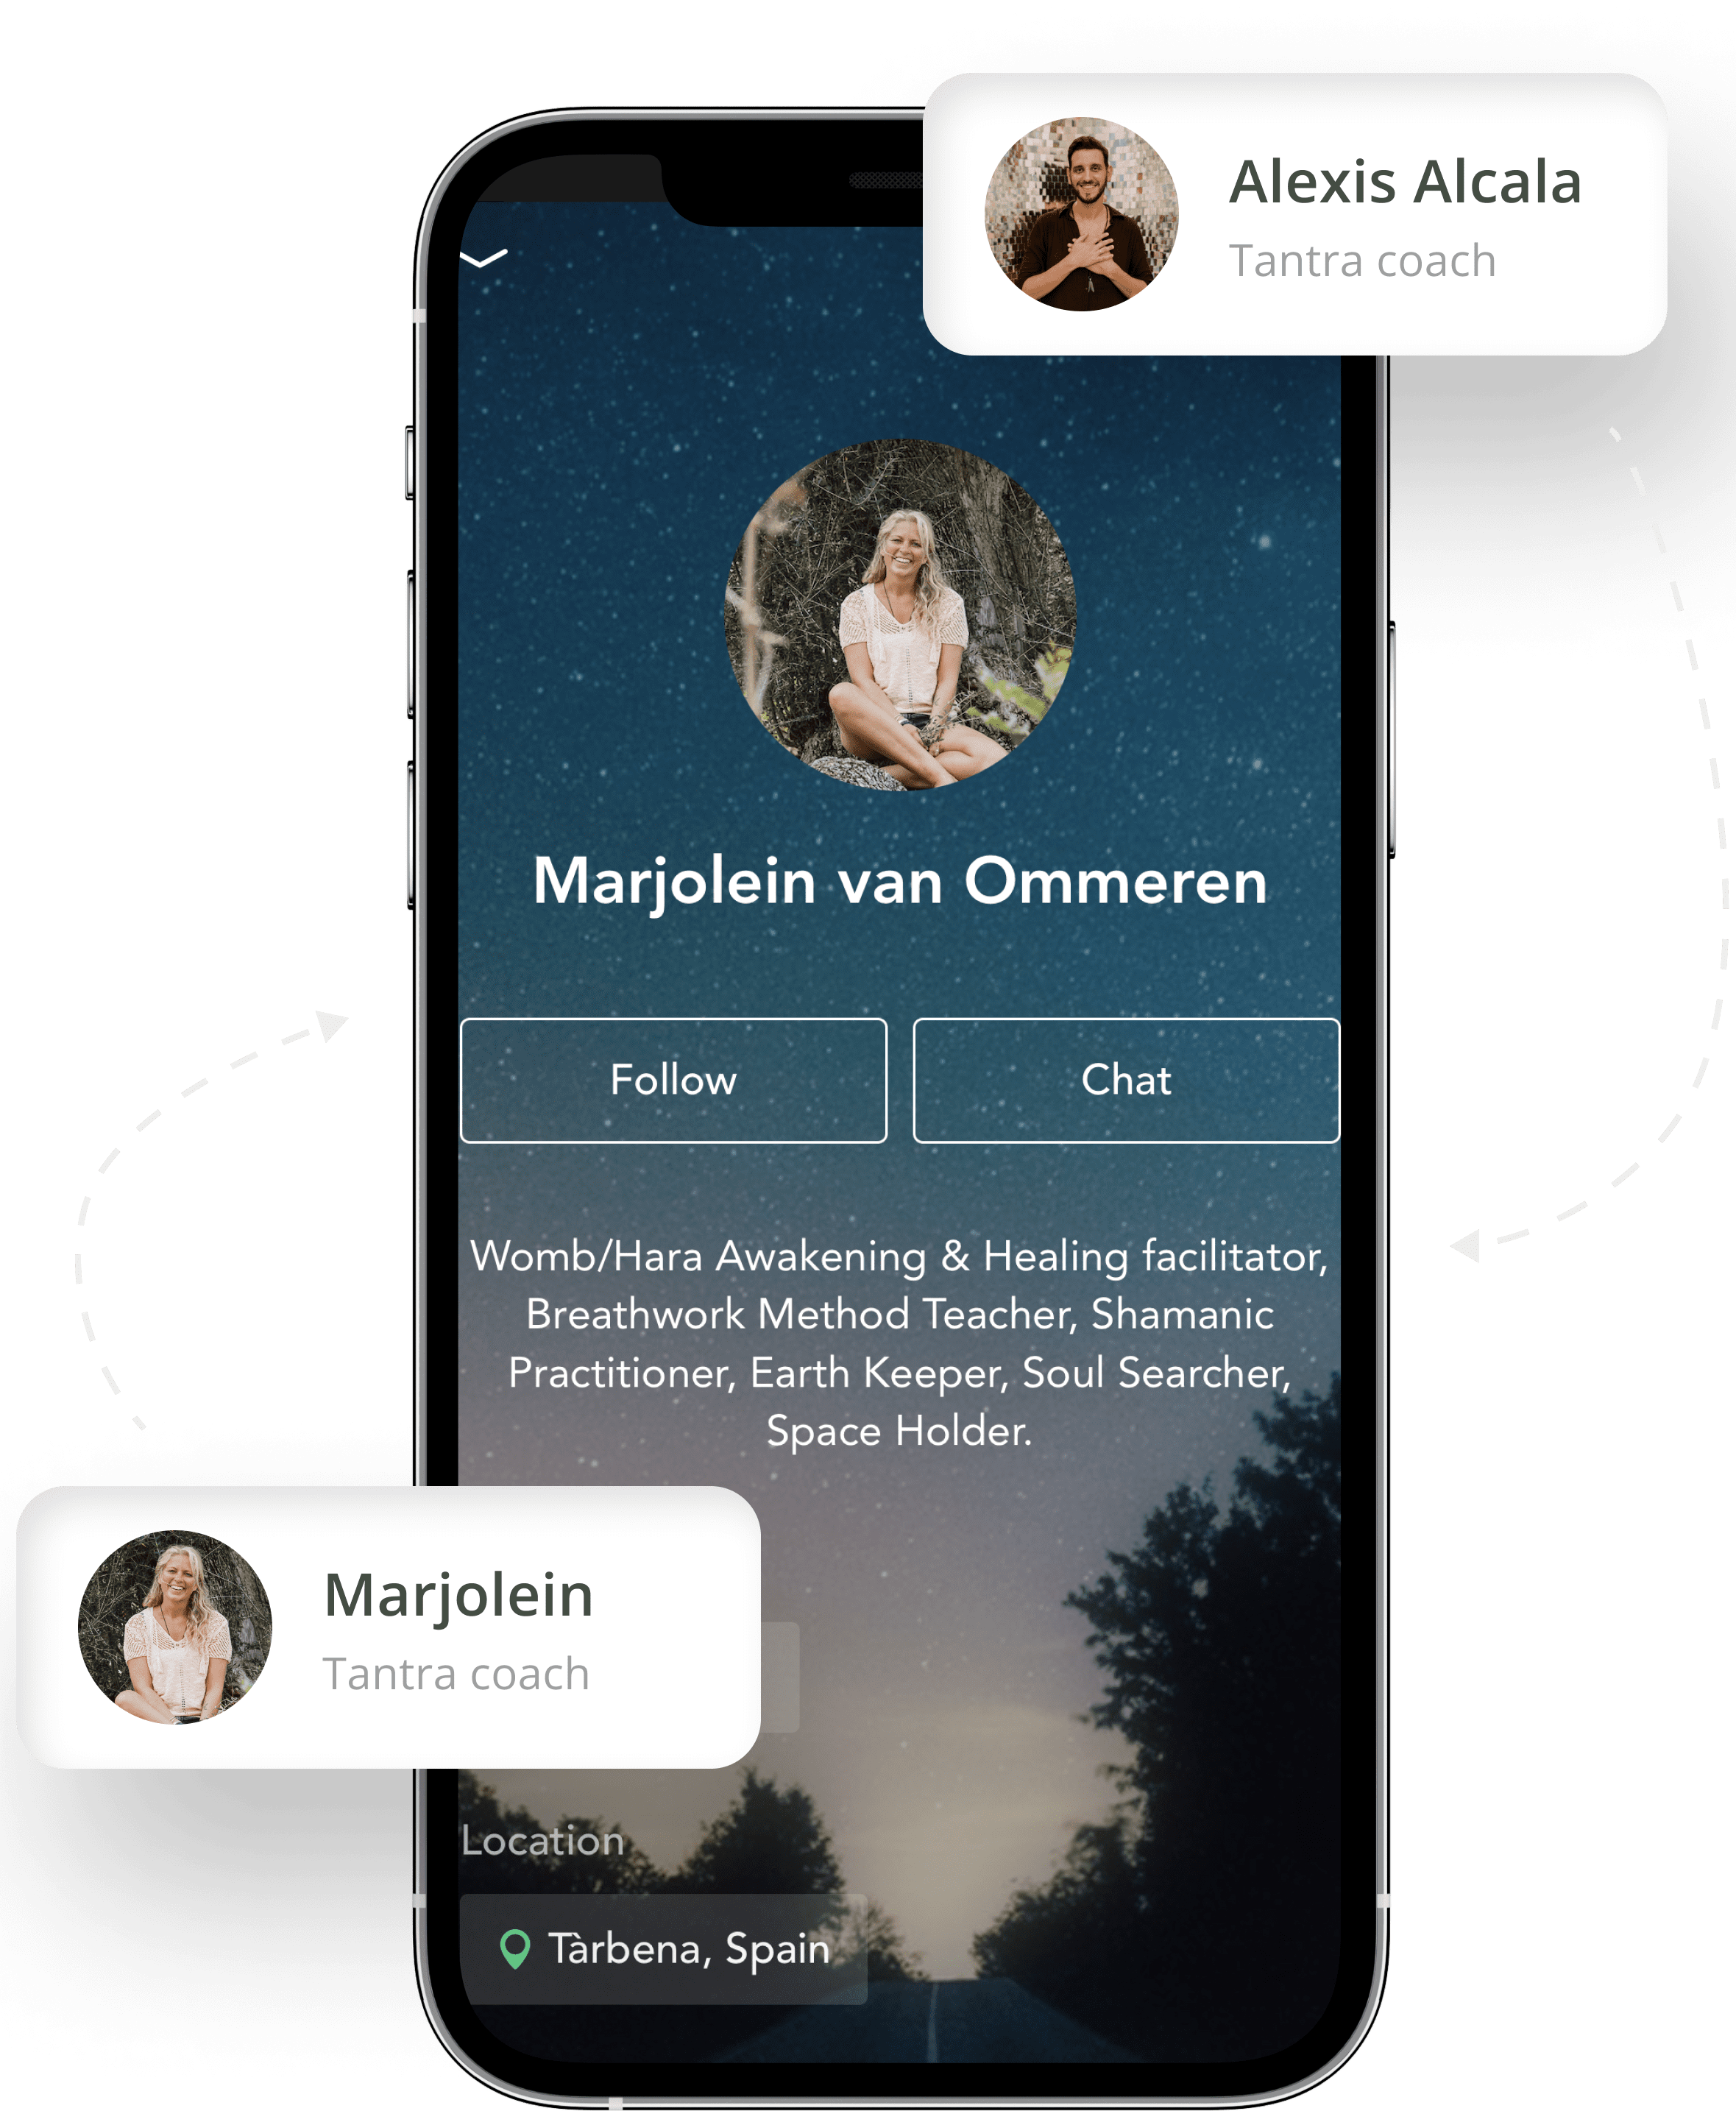 Alexis Alcala
Tantra coach
Marjolein van Ommeren
Follow
Chat
Womb/Hara Awakening & Healing facilitator,
Breathwork Method Teacher, Shamanic
Practitioner, Earth Keeper, Soul Searcher,
Space Holder.
Marjolein
Tantra coach
Location
Tàrbena, Spain